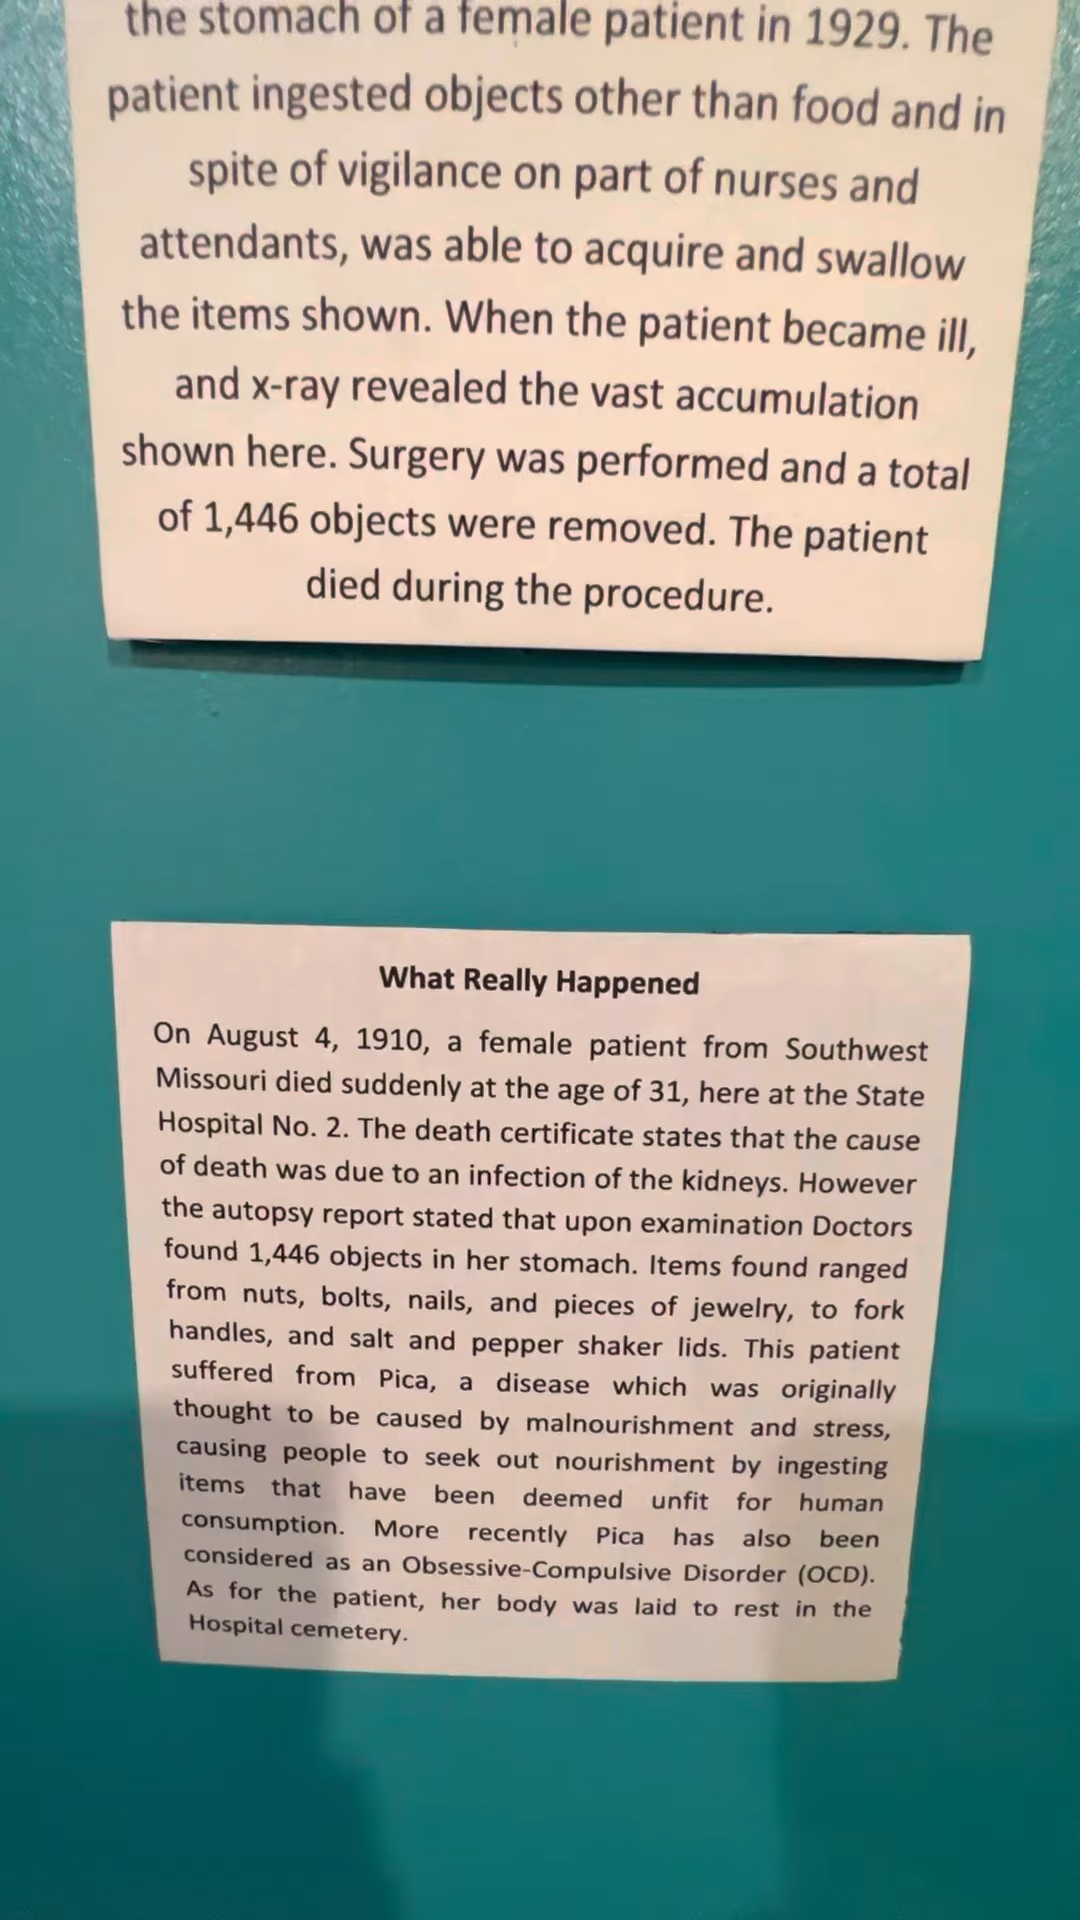 the stomach of a female patient in 1929. The
patient ingested objects other than food and in
spite of vigilance on part of nurses and
attendants, was able to acquire and swallow
the items shown. When the patient became ill,
and x-ray revealed the vast accumulation
shown here. Surgery was performed and a total
of 1,446 objects were removed. The patient
died during the procedure.
What Really Happened
On August 4, 1910, a female patient from Southwest
Missouri died suddenly at the age of 31, here at the State
Hospital No. 2. The death certificate states that the cause
of death was due to an infection of the kidneys. However
the autopsy report stated that upon examination Doctors
found 1,446 objects in her stomach. Items found ranged
from nuts, bolts, nails, and pieces of jewelry, to fork
handles, and salt and pepper shaker lids. This patient
suffered from Pica, a disease which was originally
thought to be caused by malnourishment and stress,
causing people to seek out nourishment by ingesting
items that have been deemed unfit for human
consumption. More recently Pica has also been
considered as an Obsessive-Compulsive Disorder (OCD).
As for the patient, her body was laid to rest in the
Hospital cemetery.